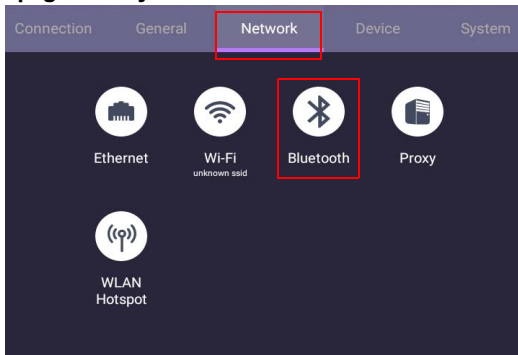 Connection General Network Device System
Ethernet Wi-Fi Bluetooth Proxy
unknown ssid
WLAN
Hotspot